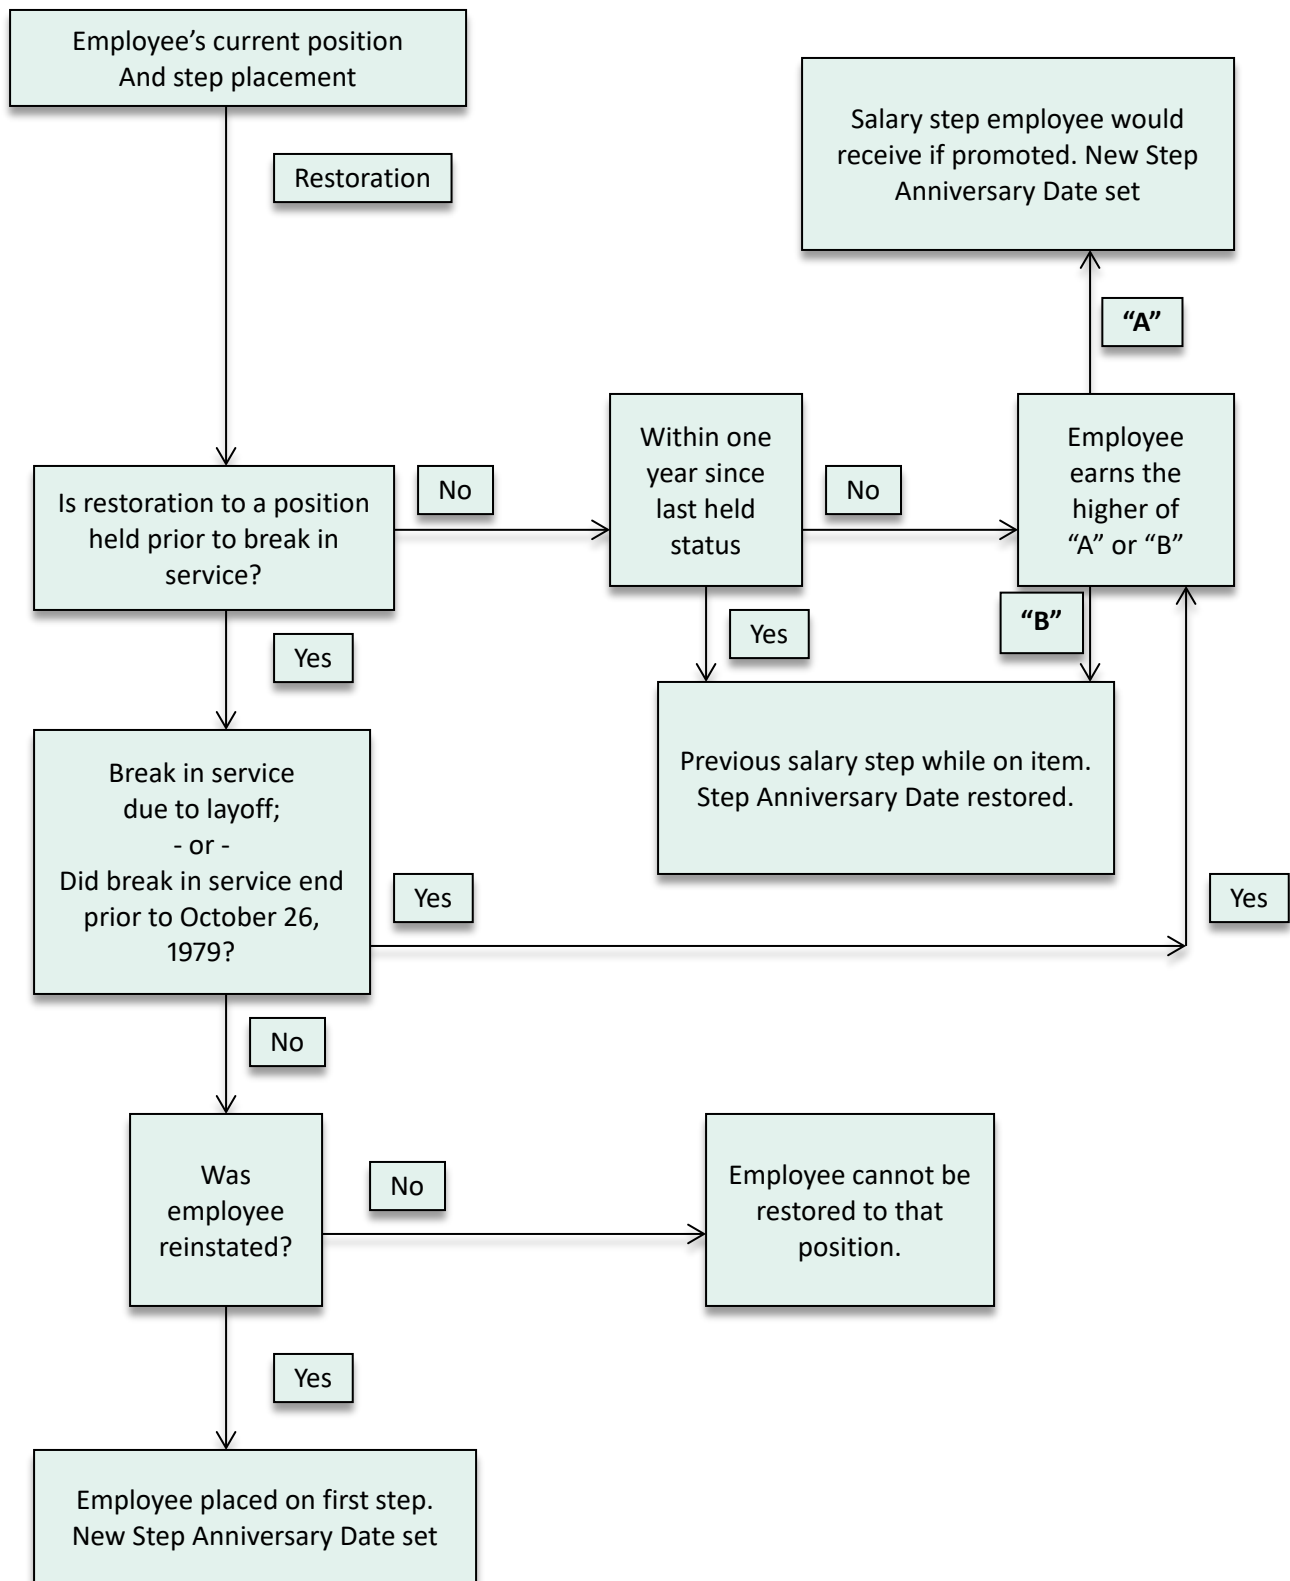 Employee’s current position
And step placement
Restoration
Salary step employee would
receive if promoted. New Step
Anniversary Date set
“A”
Is restoration to a position
held prior to break in
service?
No
Within one
year since
last held
status
No
Employee
earns the
higher of
“A” or “B”
Yes
Yes
“B”
Previous salary step while on item.
Step Anniversary Date restored.
Break in service
due to layoff;
- or -
Did break in service end
prior to October 26,
1979?
Yes
Yes
No
Was
employee
reinstated?
No
Employee cannot be
restored to that
position.
Yes
Employee placed on first step.
New Step Anniversary Date set